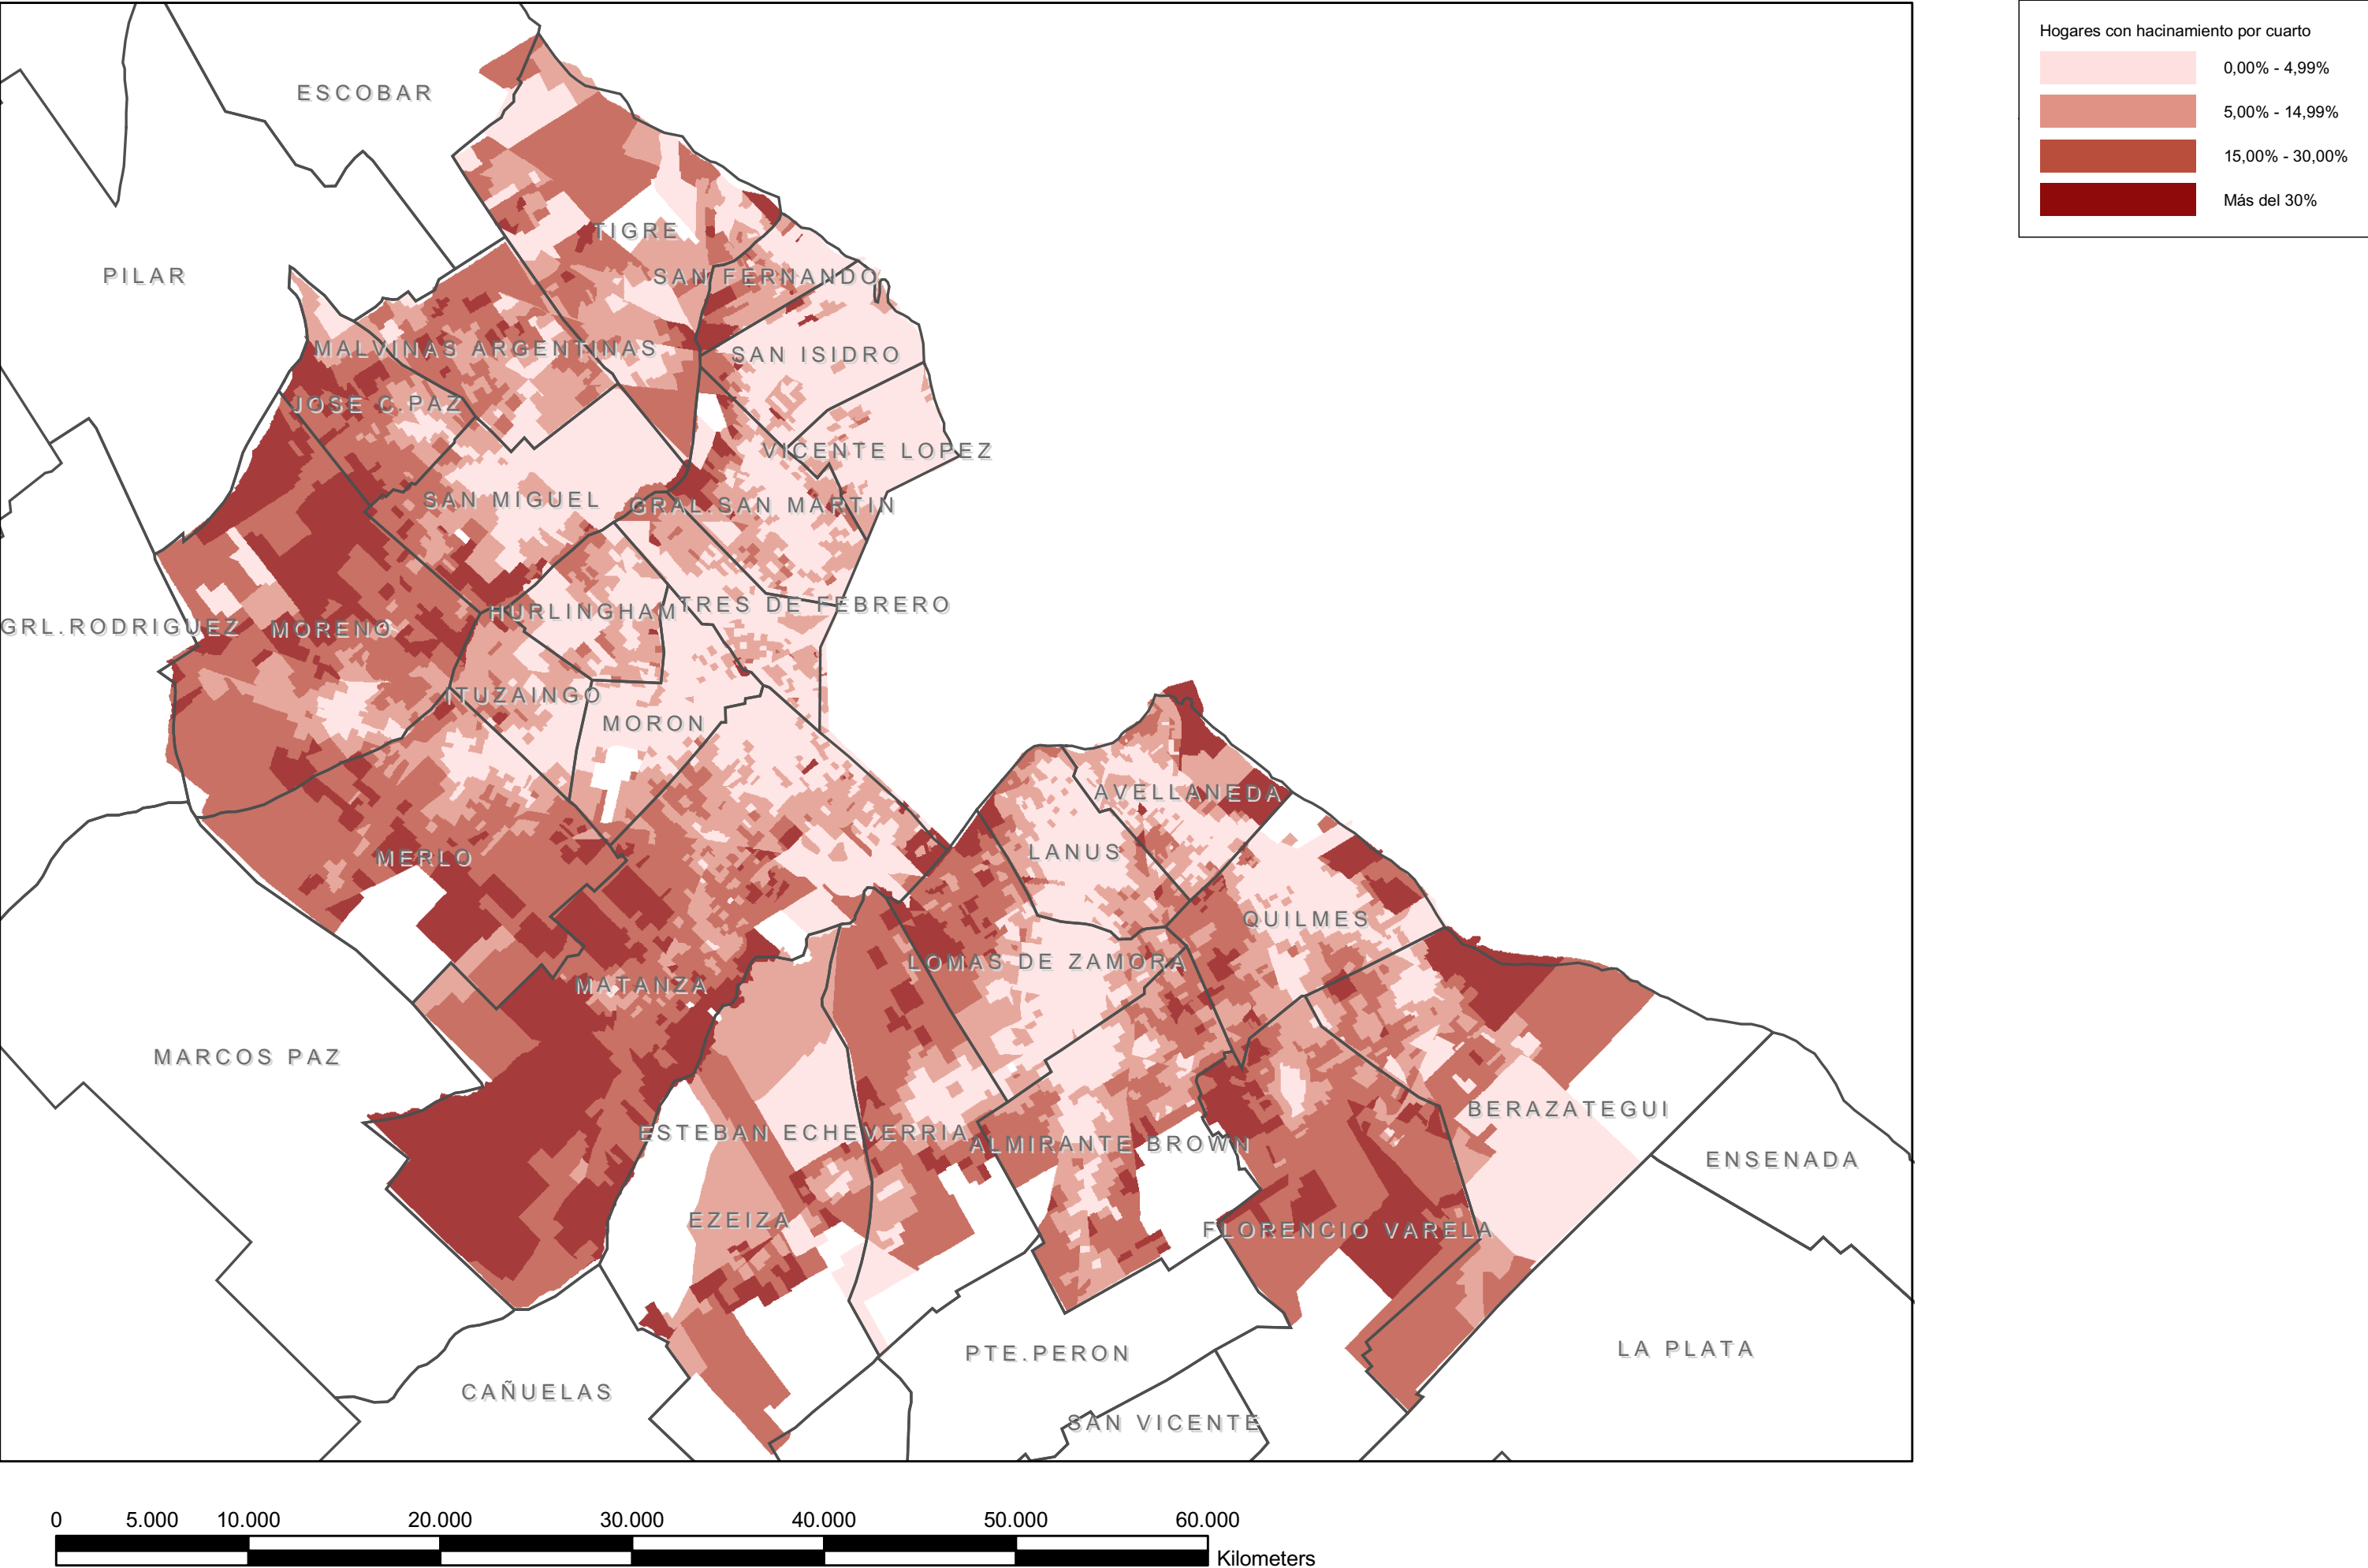 Hogares con hacinamiento por cuarto
0,00% - 4,99%
5,00% - 14,99%
15,00% - 30,00%
Más del 30%
ESCOBAR
TIGRE
PILAR
SAN FERNANDO
MALVINAS ARGENTINAS
SAN ISIDRO
JOSE C.PAZ
VICENTE LOPEZ
SAN MIGUEL
GRAL.SAN MARTIN
HURLINGHAM
TRES DE FEBRERO
GRL.RODRIGUEZ
MORENO
ITUZAINGO
MORON
AVELLANEDA
LANUS
MERLO
QUILMES
LOMAS DE ZAMORA
MATANZA
MARCOS PAZ
BERAZATEGUI
ESTEBAN ECHEVERRIA
ALMIRANTE BROWN
ENSENADA
EZEIZA
FLORENCIO VARELA
LA PLATA
PTE.PERON
CAÑUELAS
SAN VICENTE
0 5.000 10.000 20.000 30.000 40.000 50.000 60.000
Kilometers